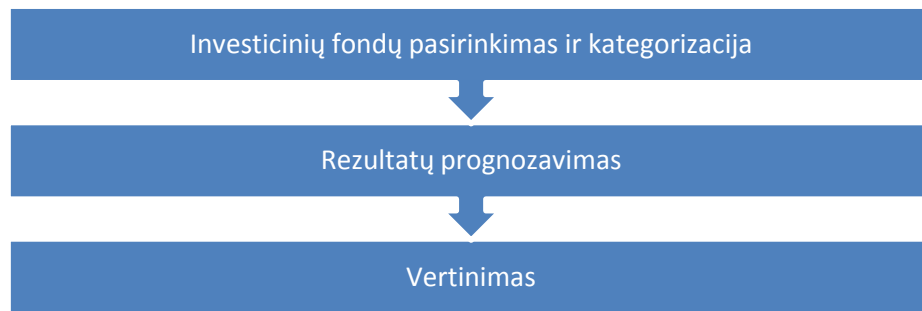 Investicinių fondų pasirinkimas ir kategorizacija
Rezultatų prognozavimas
Vertinimas